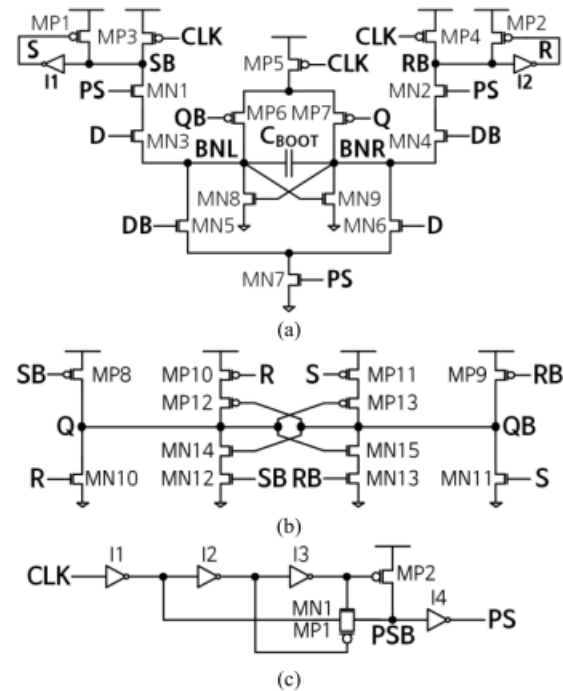 MP1 MP3 CLK CLK MP4 MP2
S I1 SB MP5 CLK RB I2 R
PS MN1 QB MP6 MP7 Q MN2 PS
D MN3 BNL CBOOT BNR MN4 DB
MN8 MN9
DB MN5 MN6 D
MN7 PS
(a)
SB MP8 MP10 R S MP11 MP9 RB
MP12 MP13
Q QB
MN14 MN15
R MN10 MN12 SB RB MN13 MN11 S
(b)
CLK I1 I2 I3 MP2
MN1 I4
MP1 PSB PS
(c)